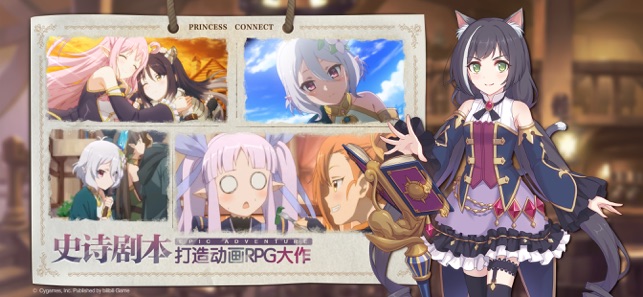 PRINCESS CONNECT
史诗剧本
EPIC ADVENTURE
打造动画RPG大作
© Cygames, Inc. Published by bilibili Game